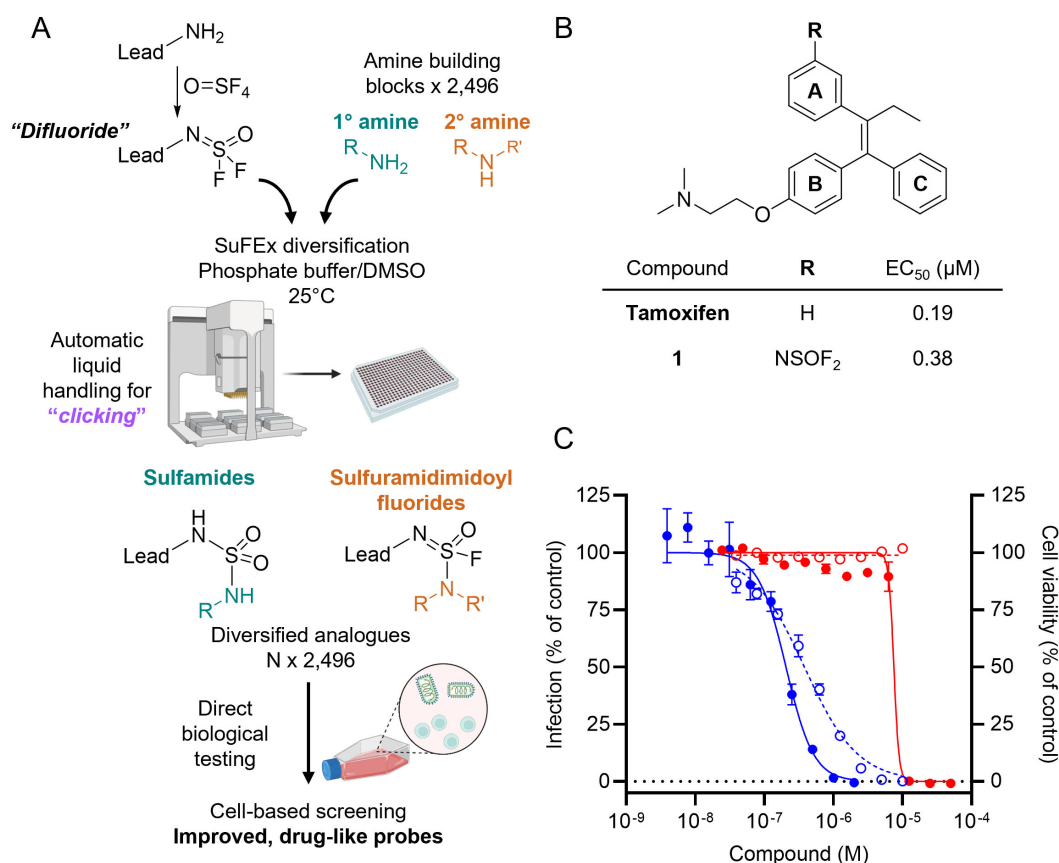 A
Lead
NH2
O=SF4
"Difluoride"
Lead
N
S
O
F
F
Amine building
blocks x 2,496
1° amine
2° amine
R
NH2
R
R'
N
H
SuFEx diversification
Phosphate buffer/DMSO
25°C
Automatic
liquid
handling for
"clicking"
Sulfamides
Sulfuramidimoyl
fluorides
Lead
H
N
S
O
O
NH
R
Lead
N
S
O
F
N
R
R'
Diversified analogues
N x 2,496
Direct
biological
testing
Cell-based screening
Improved, drug-like probes
B
R
A
B
C
N
O
Compound R EC50 (µM)
Tamoxifen H 0.19
1 NSOF2 0.38
C
Infection (% of control)
125
100
75
50
25
0
Cell viability (% of control)
125
100
75
50
25
0
10-9 10-8 10-7 10-6 10-5 10-4
Compound (M)